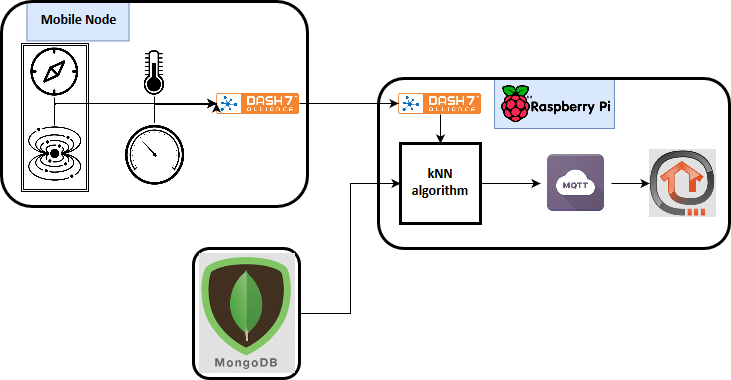 Mobile Node
DASH7
ALLIANCE
DASH7
ALLIANCE
Raspberry Pi
kNN
algorithm
MQTT
MongoDB